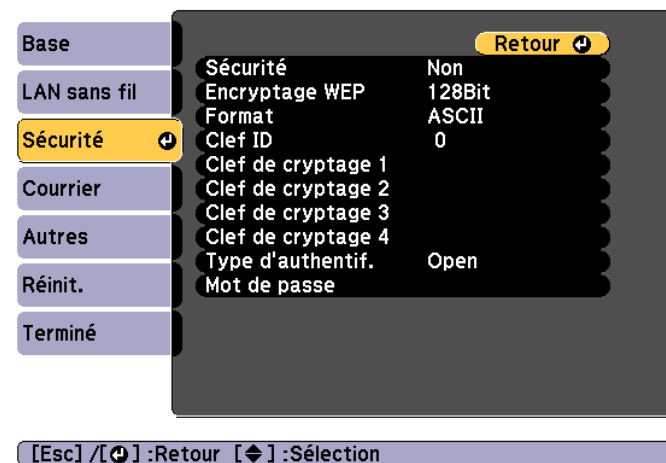 Base
LAN sans fil
Sécurité
Courrier
Autres
Réinit.
Terminé
Retour
Sécurité Non
Encryptage WEP 128Bit
Format ASCII
Clef ID 0
Clef de cryptage 1
Clef de cryptage 2
Clef de cryptage 3
Clef de cryptage 4
Type d'authentif. Open
Mot de passe
[Esc] /[ ] :Retour [ ] :Sélection